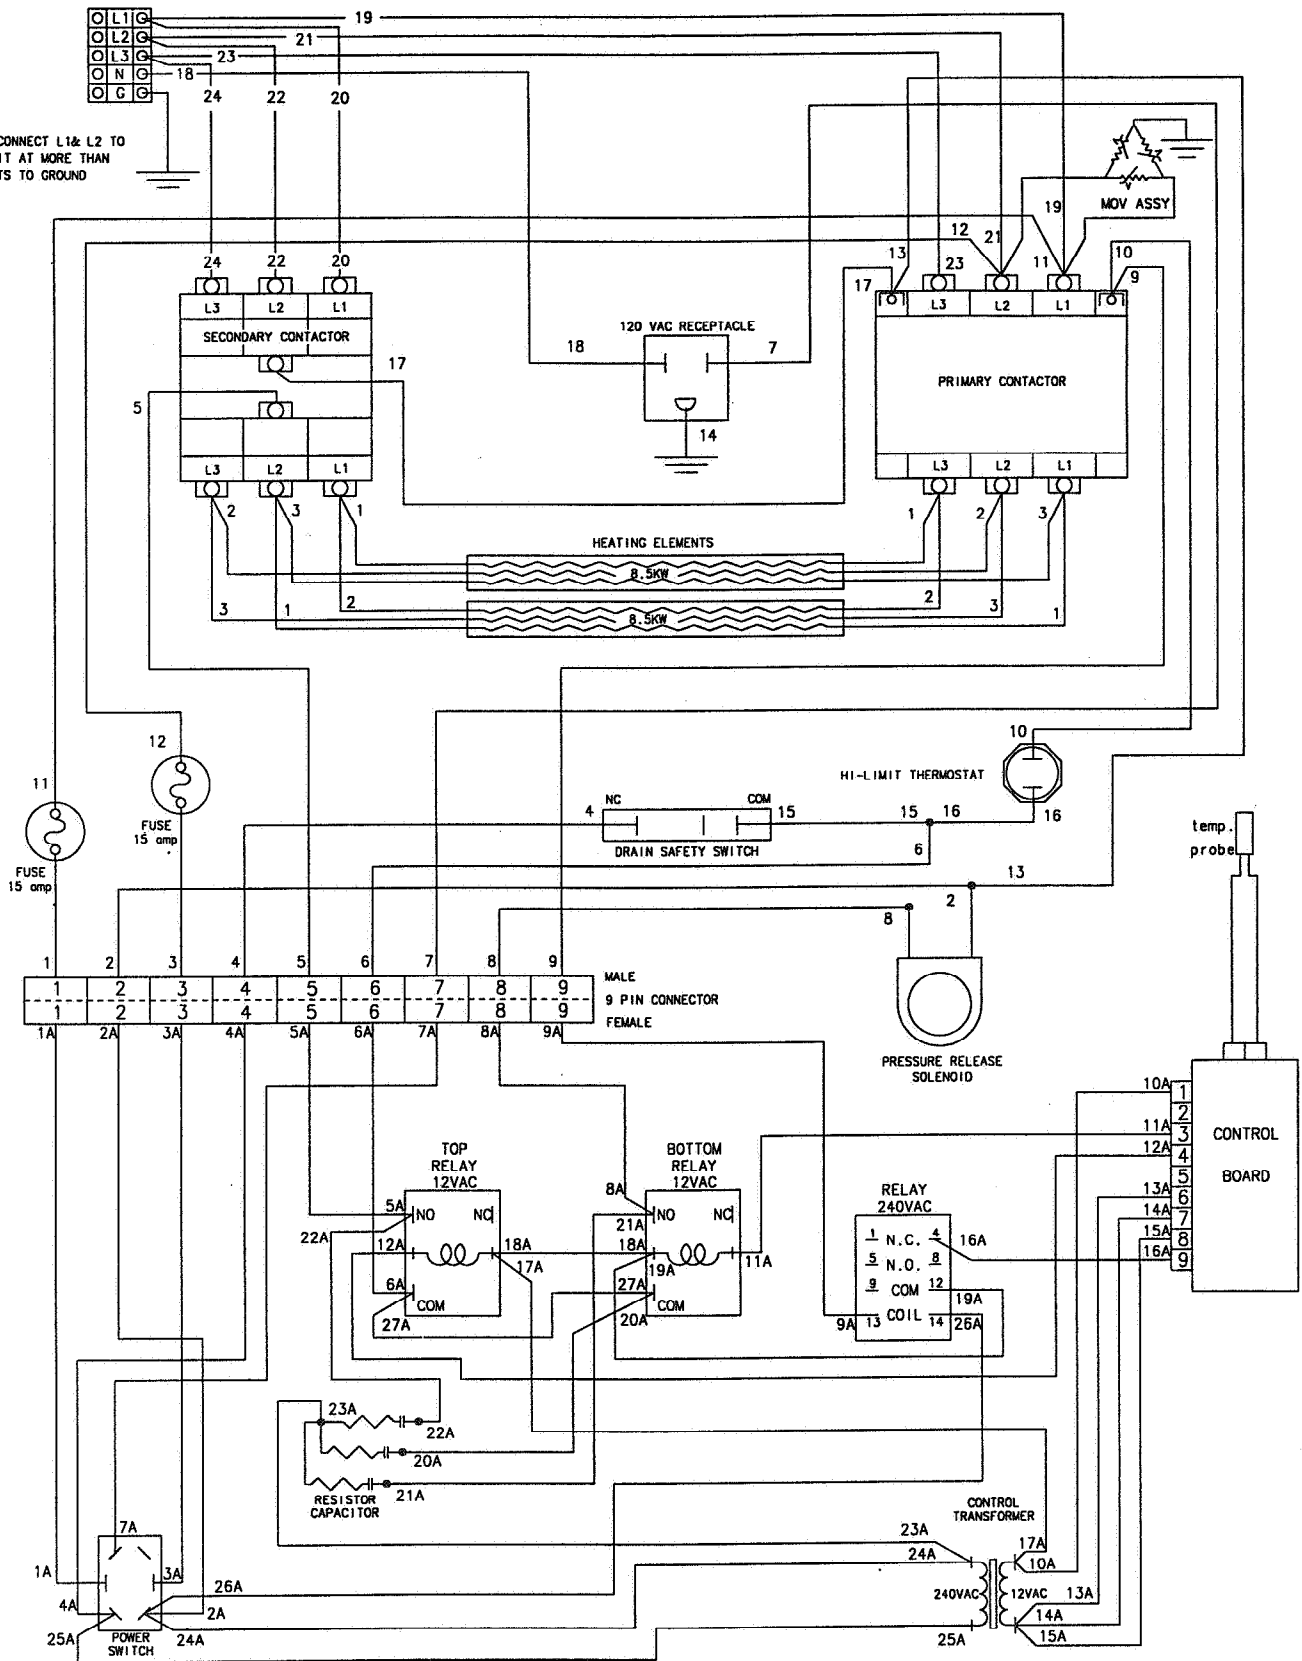 L1 19
L2 21
L3 23
N 18
G
24 22 20
CONNECT L1& L2 TO
IT AT MORE THAN
TS TO GROUND
MOV ASSY
19
12 21 13 11 10
24 22 20 17 23 9
L3 L2 L1
L3 L2 L1
SECONDARY CONTACTOR
120 VAC RECEPTACLE
18 7
17
PRIMARY CONTACTOR
5
14
L3 L2 L1
L3 L2 L1
2 3 1
1 2 3
HEATING ELEMENTS
8.5KW
3 1 2
8.5KW
2 3 1
12
10
11
HI-LIMIT THERMOSTAT
FUSE
15 amp
FUSE
15 amp
4 NC COM 15 15 16 16
DRAIN SAFETY SWITCH
6
temp.
probe
13
2
8
1 2 3 4 5 6 7 8 9
MALE
1 2 3 4 5 6 7 8 9
9 PIN CONNECTOR
1 2 3 4 5 6 7 8 9
FEMALE
1A 2A 3A 4A 5A 6A 7A 8A 9A
PRESSURE RELEASE
SOLENOID
10A 1
2
11A 3
12A 4
5
13A 6
14A 7
15A 8
16A 9
CONTROL
BOARD
TOP
RELAY
12VAC
5A NO NC
22A
12A 18A
17A
6A
COM
27A
BOTTOM
RELAY
12VAC
8A
NO NC
21A
18A
19A 11A
27A
COM
20A
RELAY
240VAC
1 N.C. 4 16A
5 N.O. 8
9 COM 12
19A
9A 13 COIL 14 26A
23A
22A
20A
21A
RESISTOR
CAPACITOR
CONTROL
TRANSFORMER
7A
23A
24A
17A
10A
1A 3A
26A
240VAC 12VAC 13A
4A 2A
14A
25A 24A
25A 15A
POWER
SWITCH